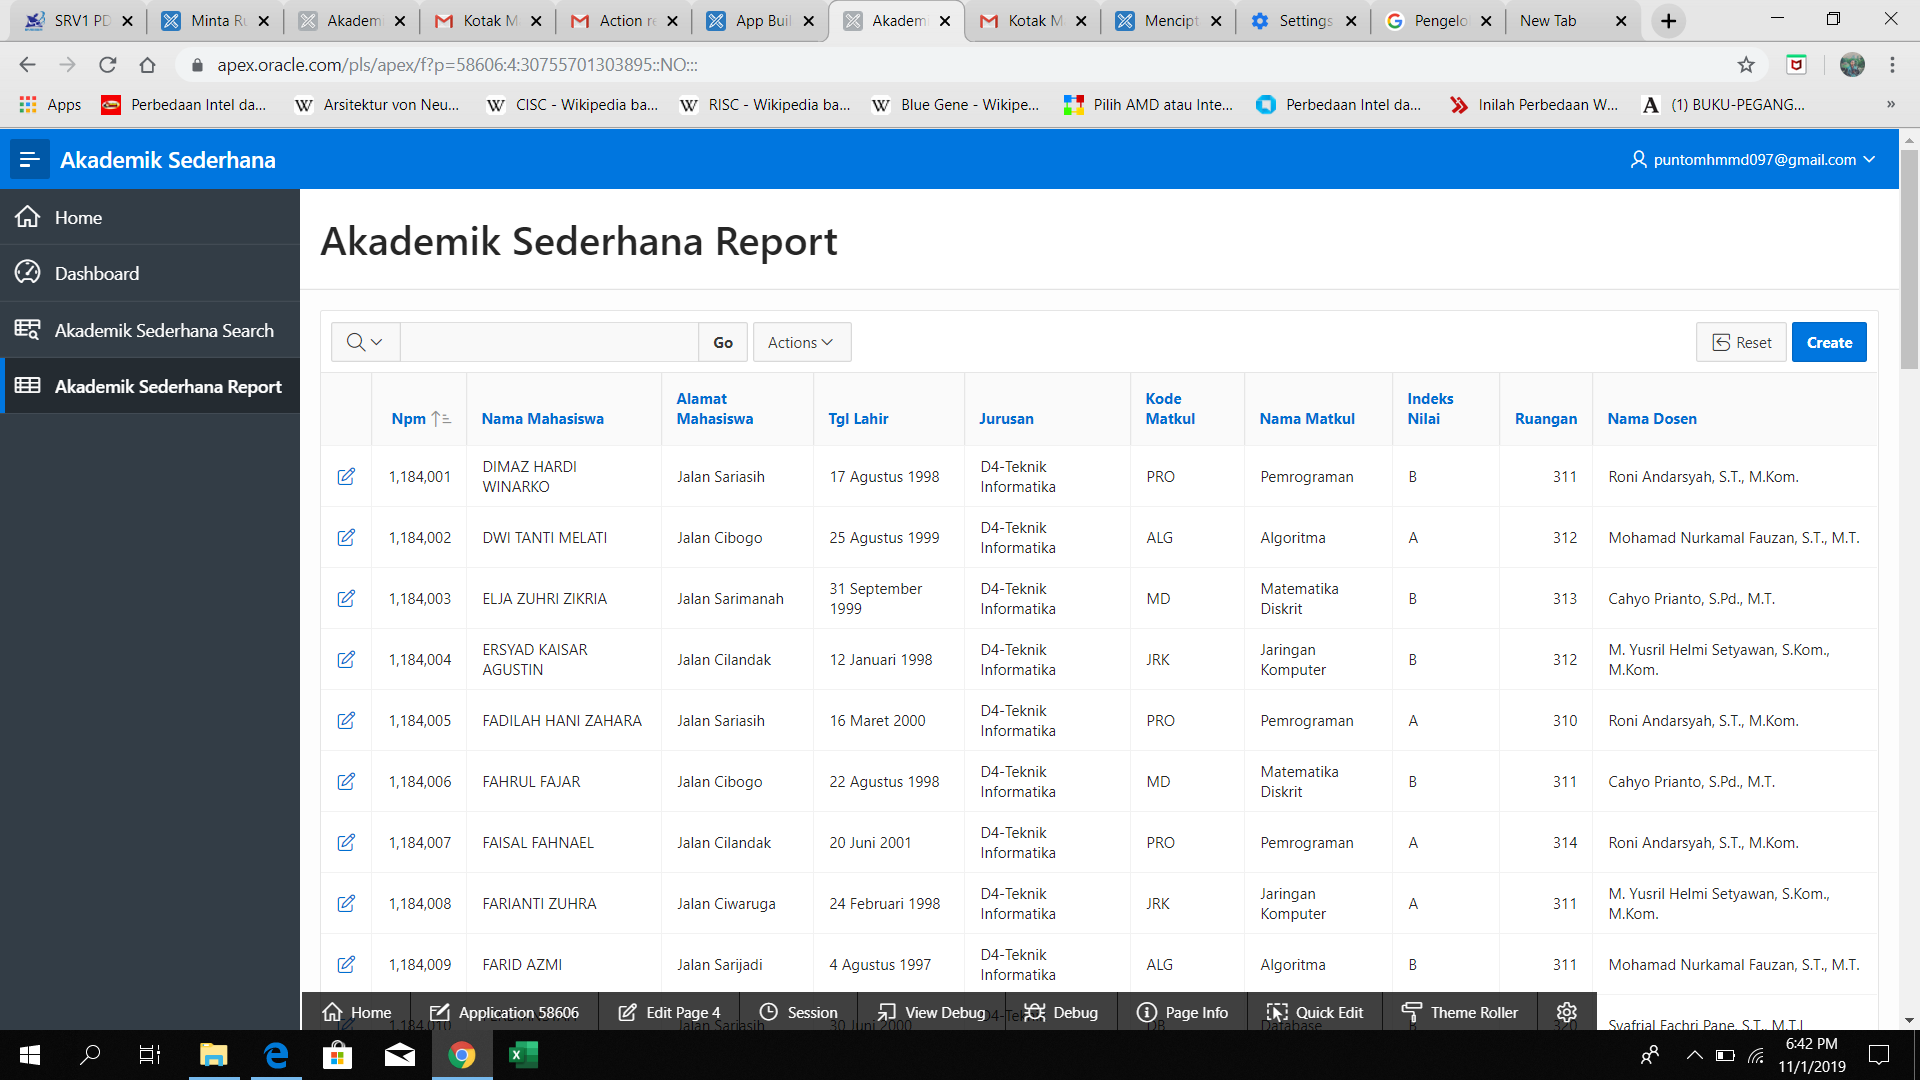 SRV1 PD
Minta Ru
Akademi
Kotak M
Action re
App Buil
Akademi
Kotak M
Mencipt
Settings
Pengelo
New Tab
apex.oracle.com/pls/apex/f?p=58606:4:30755701303895::NO:::
Apps
Perbedaan Intel da...
Arsitektur von Neu...
CISC - Wikipedia ba...
RISC - Wikipedia ba...
Blue Gene - Wikipe...
Pilih AMD atau Inte...
Perbedaan Intel da...
Inilah Perbedaan W...
(1) BUKU-PEGANG...
»
Akademik Sederhana
puntomhmmd097@gmail.com
Home
Dashboard
Akademik Sederhana Search
Akademik Sederhana Report
Akademik Sederhana Report
Go
Actions
Reset
Create
Npm
Nama Mahasiswa
Alamat
Mahasiswa
Tgl Lahir
Jurusan
Kode
Matkul
Nama Matkul
Indeks
Nilai
Ruangan
Nama Dosen
1,184,001
DIMAZ HARDI
WINARKO
Jalan Sariasih
17 Agustus 1998
D4-Teknik
Informatika
PRO
Pemrograman
B
311
Roni Andarsyah, S.T., M.Kom.
1,184,002
DWI TANTI MELATI
Jalan Cibogo
25 Agustus 1999
D4-Teknik
Informatika
ALG
Algoritma
A
312
Mohamad Nurkamal Fauzan, S.T., M.T.
1,184,003
ELJA ZUHRI ZIKRIA
Jalan Sarimanah
31 September
1999
D4-Teknik
Informatika
MD
Matematika
Diskrit
B
313
Cahyo Prianto, S.Pd., M.T.
1,184,004
ERSYAD KAISAR
AGUSTIN
Jalan Cilandak
12 Januari 1998
D4-Teknik
Informatika
JRK
Jaringan
Komputer
B
312
M. Yusril Helmi Setyawan, S.Kom.,
M.Kom.
1,184,005
FADILAH HANI ZAHARA
Jalan Sariasih
16 Maret 2000
D4-Teknik
Informatika
PRO
Pemrograman
A
310
Roni Andarsyah, S.T., M.Kom.
1,184,006
FAHRUL FAJAR
Jalan Cibogo
22 Agustus 1998
D4-Teknik
Informatika
MD
Matematika
Diskrit
B
311
Cahyo Prianto, S.Pd., M.T.
1,184,007
FAISAL FAHNAEL
Jalan Cilandak
20 Juni 2001
D4-Teknik
Informatika
PRO
Pemrograman
A
314
Roni Andarsyah, S.T., M.Kom.
1,184,008
FARIANTI ZUHRA
Jalan Ciwaruga
24 Februari 1998
D4-Teknik
Informatika
JRK
Jaringan
Komputer
A
311
M. Yusril Helmi Setyawan, S.Kom.,
M.Kom.
1,184,009
FARID AZMI
Jalan Sarijadi
4 Agustus 1997
D4-Teknik
Informatika
ALG
Algoritma
B
311
Mohamad Nurkamal Fauzan, S.T., M.T.
1,184,010
Jalan Sariasih
30 Juni 2000
DB
Database
B
320
Syafrial Fachri Pane, S.T., M.T.I
Home
Application 58606
Edit Page 4
Session
View Debug
Debug
Page Info
Quick Edit
Theme Roller
6:42 PM
11/1/2019